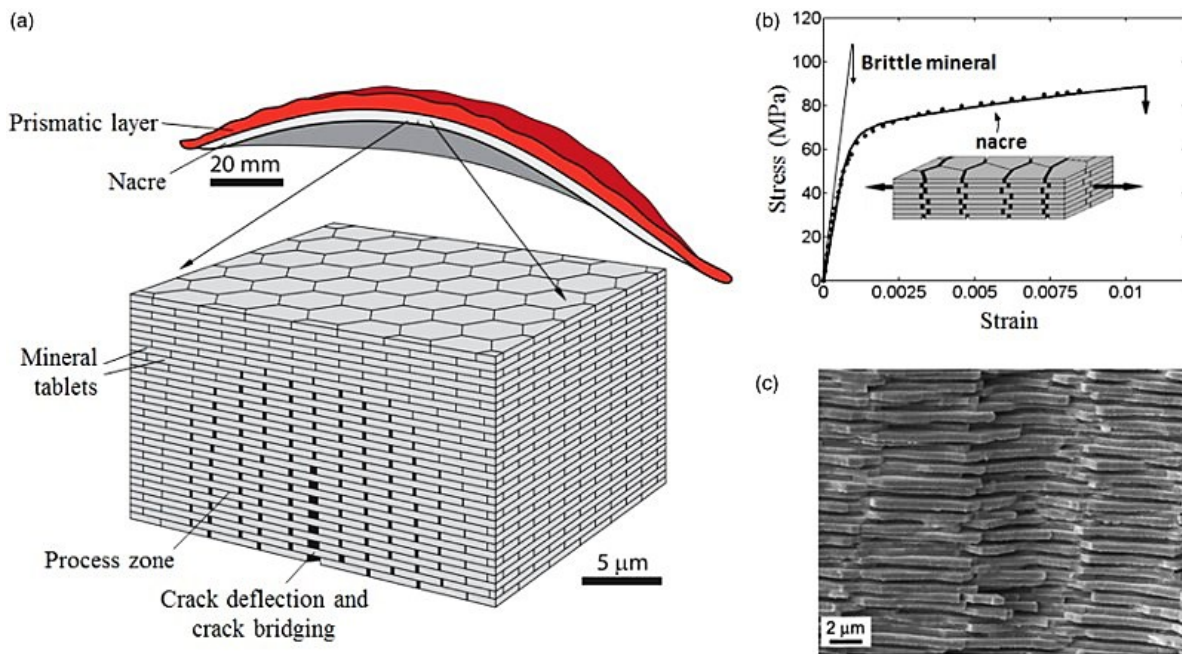 (a)
Prismatic layer
Nacre
20 mm
Mineral
tablets
Process zone
Crack deflection and
crack bridging
5 μm
(b)
Stress (MPa)
120
100
80
60
40
20
0
Brittle mineral
nacre
0
0.0025
0.005
0.0075
0.01
Strain
(c)
2 μm